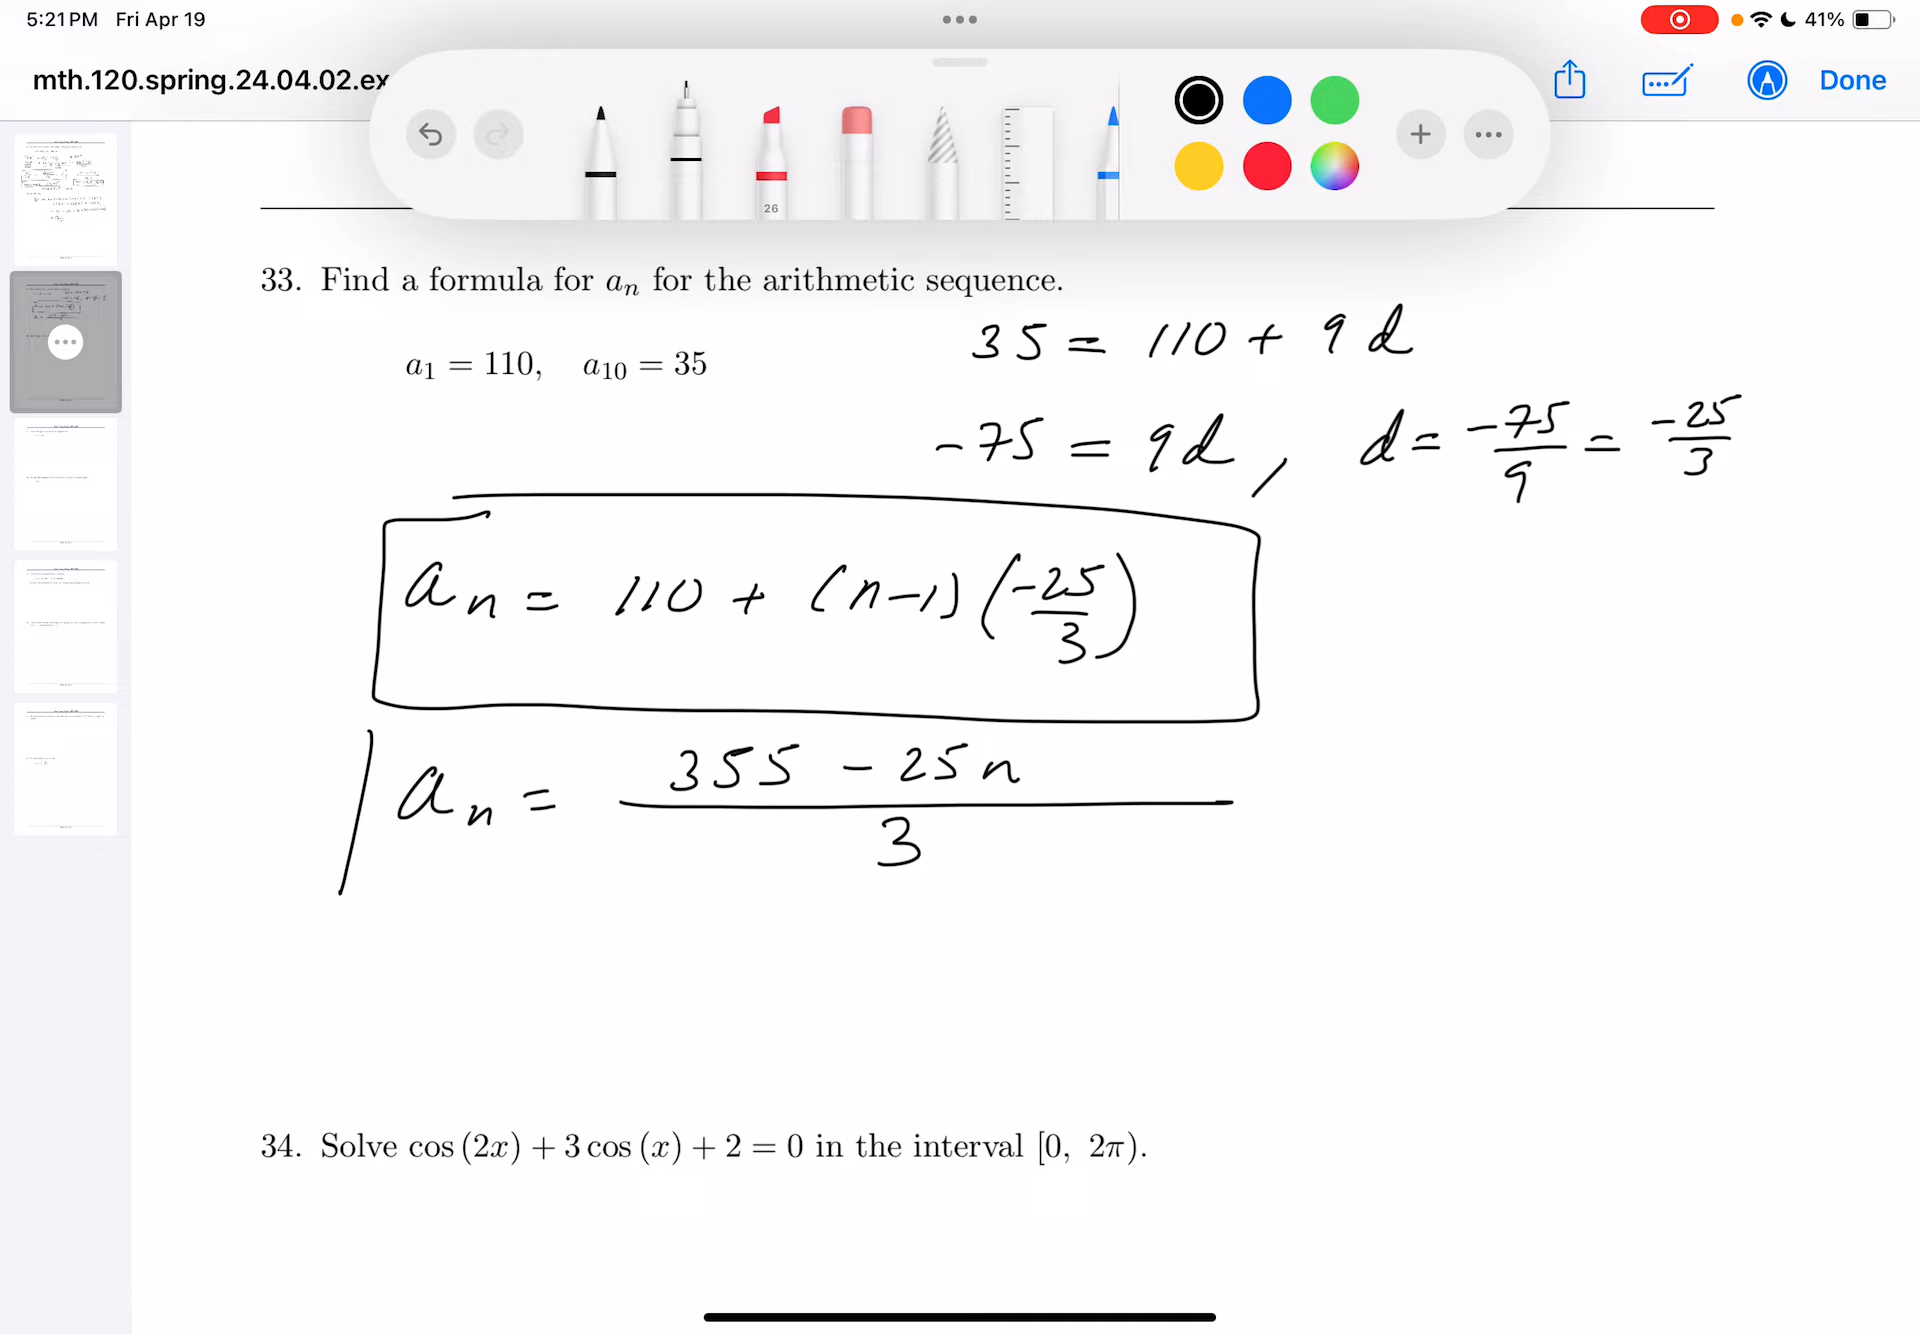 5:21 PM Fri Apr 19
41%
mth.120.spring.24.04.02.ex
Done
26
33. Find a formula for aₙ for the arithmetic sequence.
a₁ = 110, a₁₀ = 35
35 = 110 + 9d
-75 = 9d, d = -75/9 = -25/3
aₙ = 110 + (n-1)(-25/3)
aₙ = 355 - 25n / 3
34. Solve cos (2x) + 3 cos (x) + 2 = 0 in the interval [0, 2π).